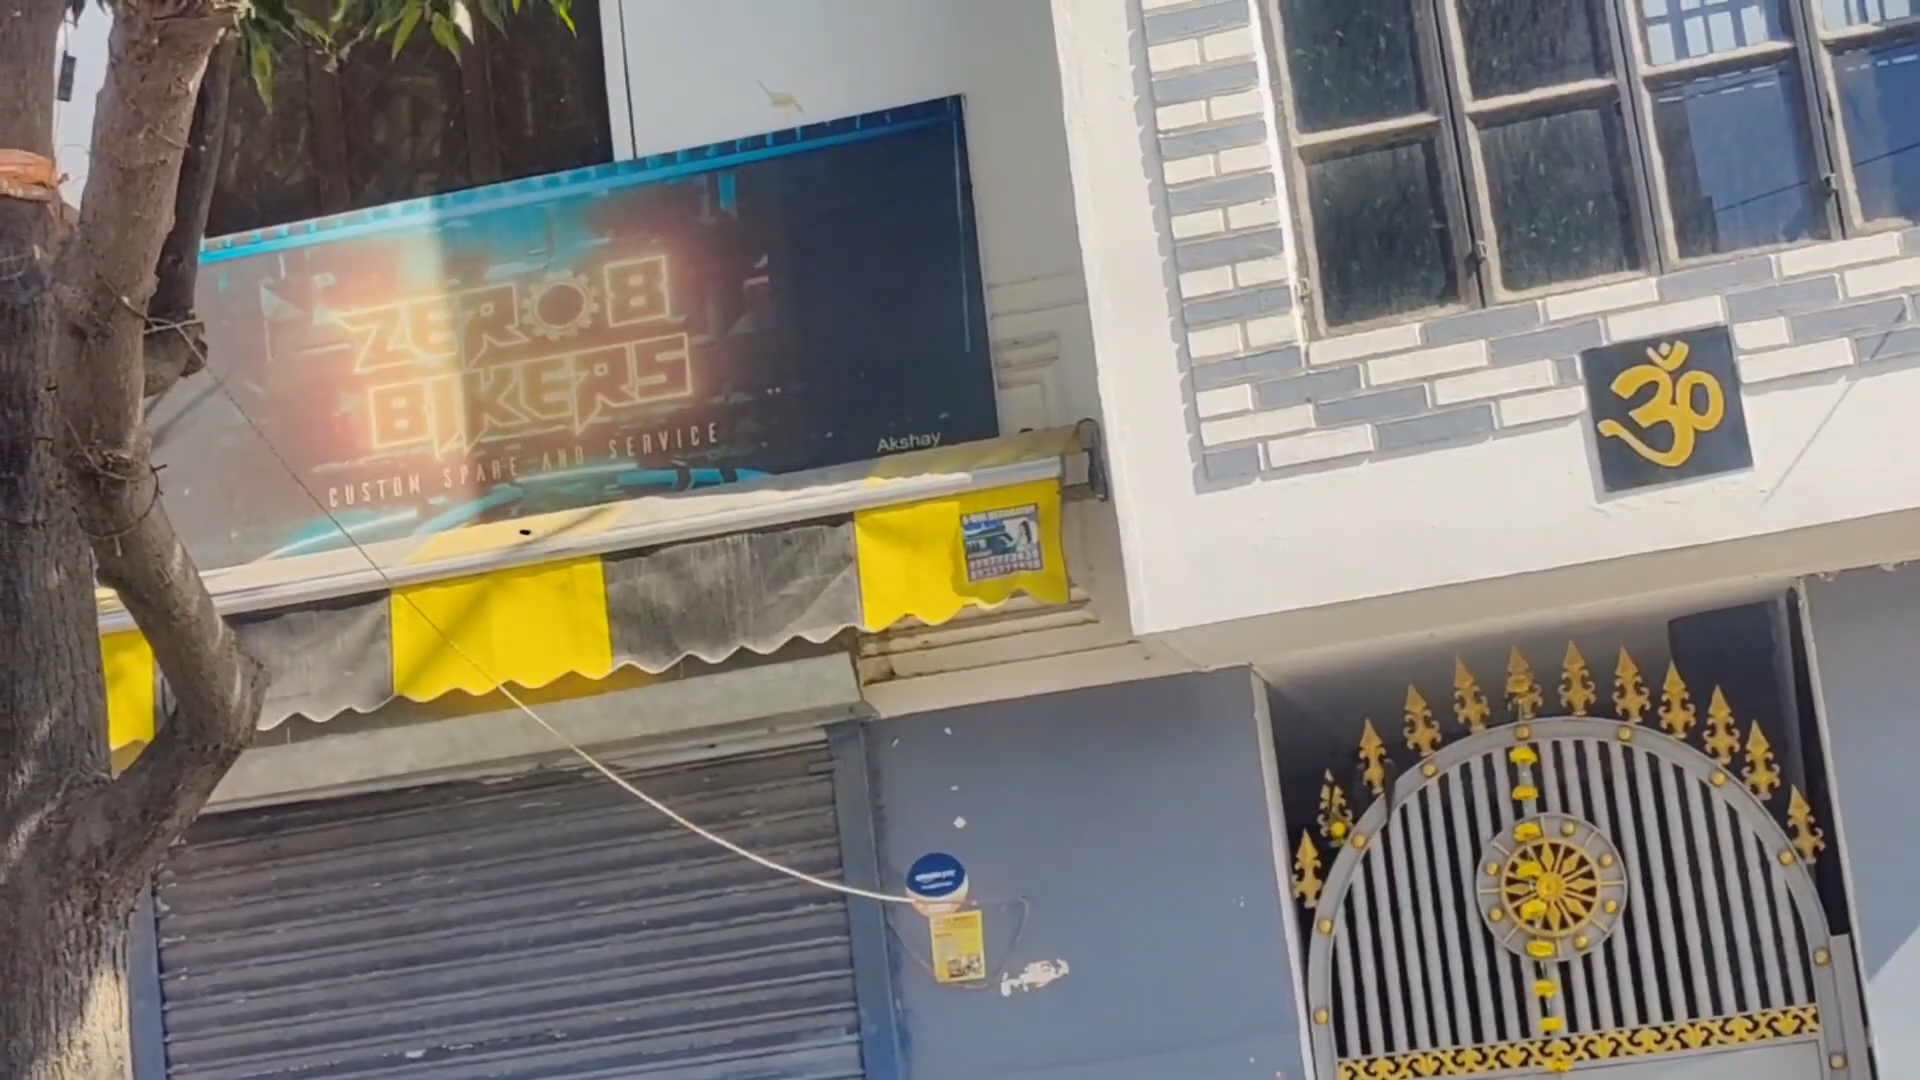 ZERO8
BIKERS
CUSTOM SPARE AND SERVICE
Akshay
ॐ